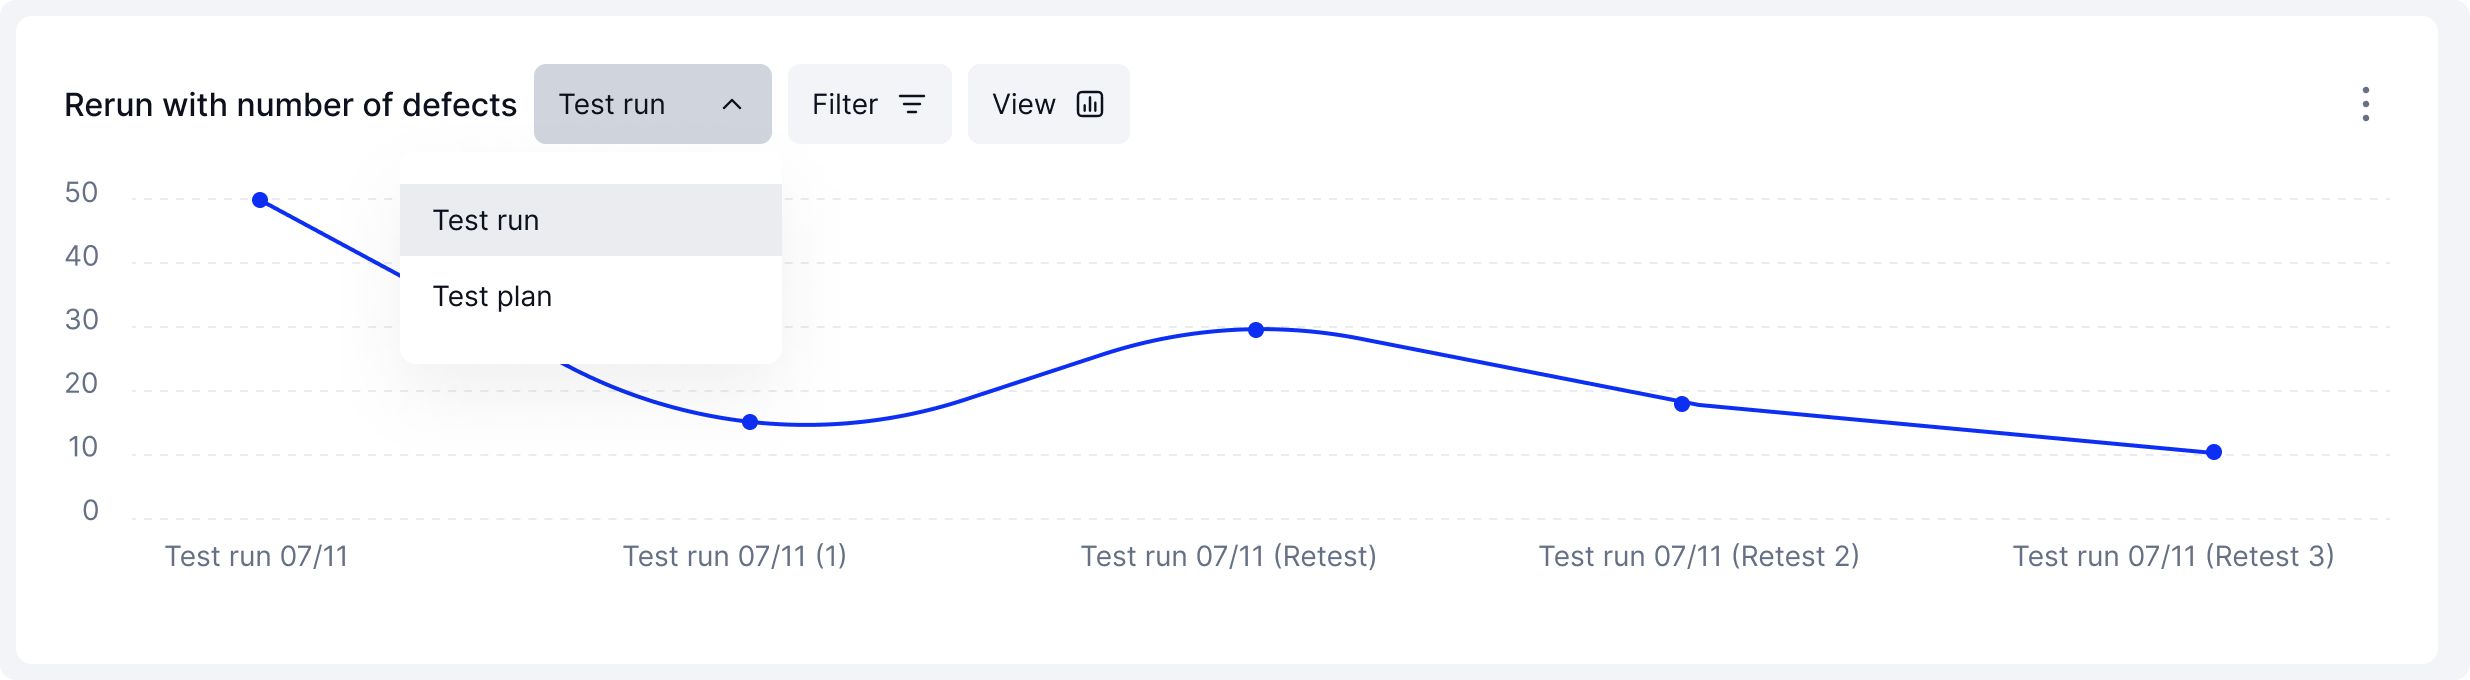 Rerun with number of defects
Test run
Filter
View
Test run
Test plan
50
40
30
20
10
0
Test run 07/11
Test run 07/11 (1)
Test run 07/11 (Retest)
Test run 07/11 (Retest 2)
Test run 07/11 (Retest 3)